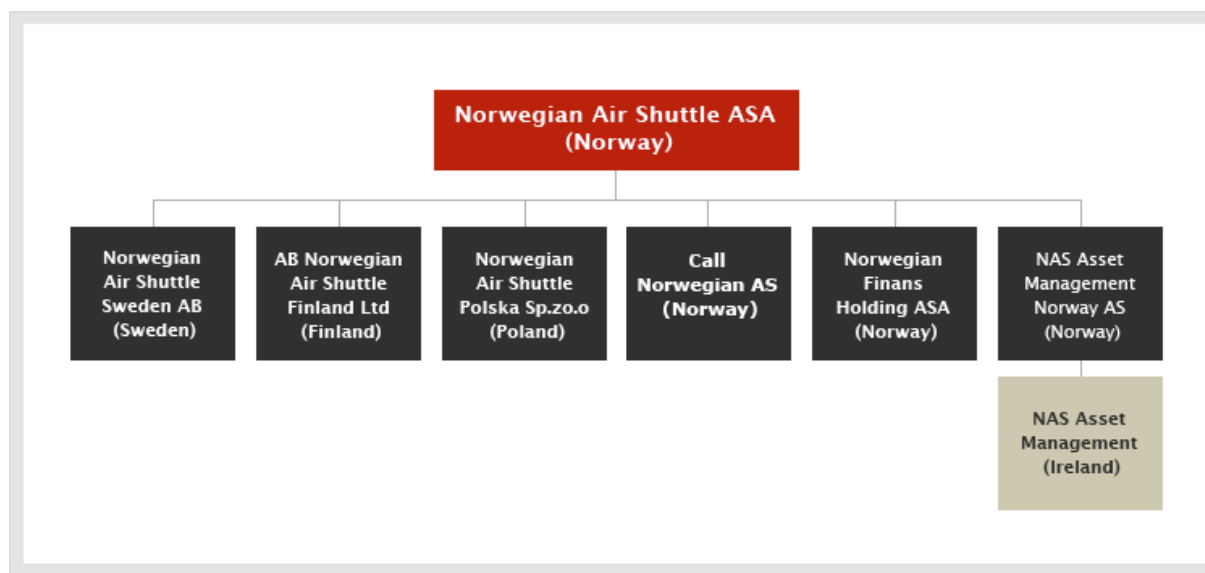 Norwegian Air Shuttle ASA
(Norway)
Norwegian
Air Shuttle
Sweden AB
(Sweden)
AB Norwegian
Air Shuttle
Finland Ltd
(Finland)
Norwegian
Air Shuttle
Polska Sp.zo.o
(Poland)
Call
Norwegian AS
(Norway)
Norwegian
Finans
Holding ASA
(Norway)
NAS Asset
Management
Norway AS
(Norway)
NAS Asset
Management
(Ireland)